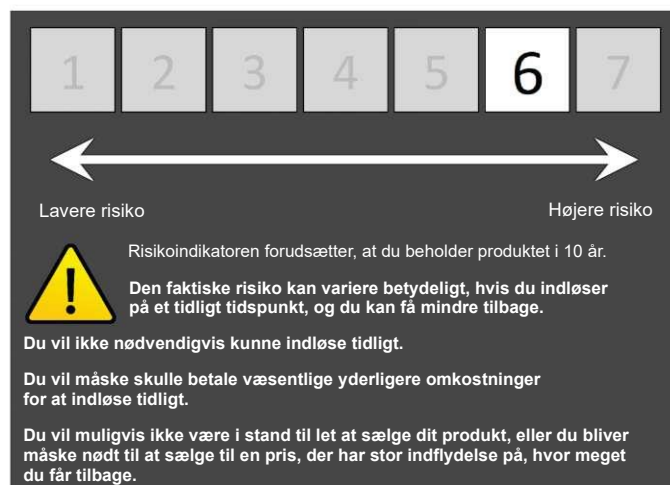 1 2 3 4 5 6 7
Lavere risiko Højere risiko
Risikoindikatoren forudsætter, at du beholder produktet i 10 år.
Den faktiske risiko kan variere betydeligt, hvis du indløser
på et tidligt tidspunkt, og du kan få mindre tilbage.
Du vil ikke nødvendigvis kunne indløse tidligt.
Du vil måske skulle betale væsentlige yderligere omkostninger
for at indløse tidligt.
Du vil muligvis ikke være i stand til let at sælge dit produkt, eller du bliver
måske nødt til at sælge til en pris, der har stor indflydelse på, hvor meget
du får tilbage.